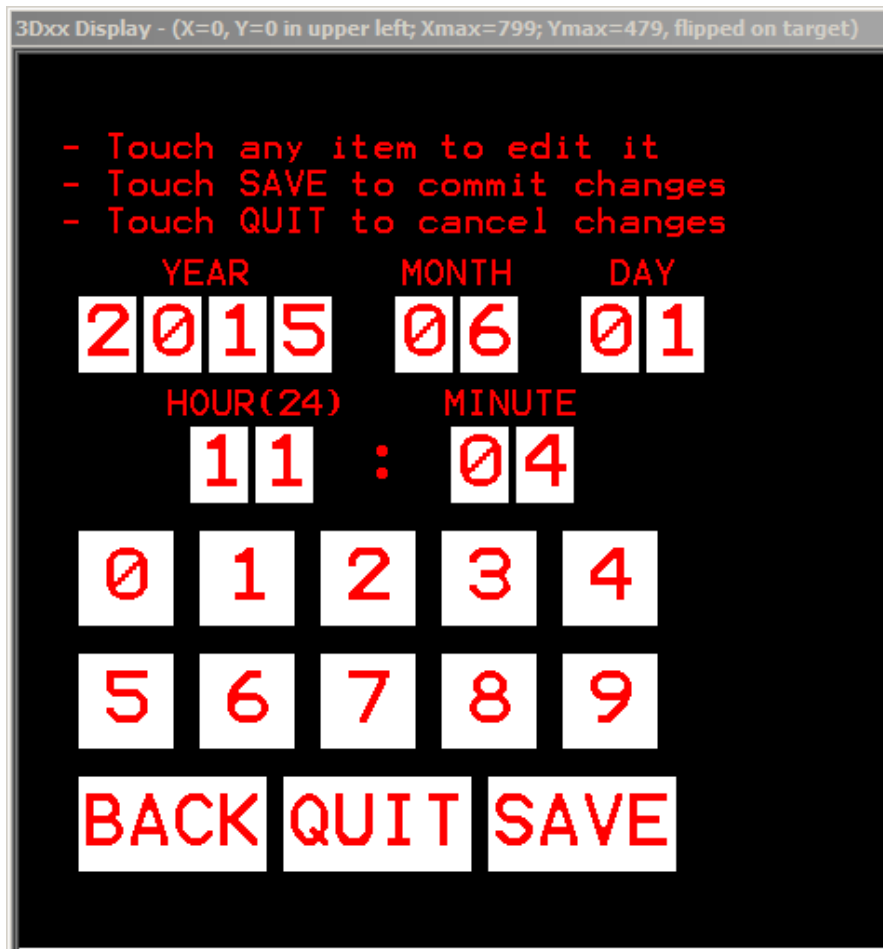 3Dxx Display - (X=0, Y=0 in upper left; Xmax=799; Ymax=479, flipped on target)
- Touch any item to edit it
- Touch SAVE to commit changes
- Touch QUIT to cancel changes
YEAR MONTH DAY
2015 06 01
HOUR(24) MINUTE
11 : 04
0 1 2 3 4
5 6 7 8 9
BACK QUIT SAVE